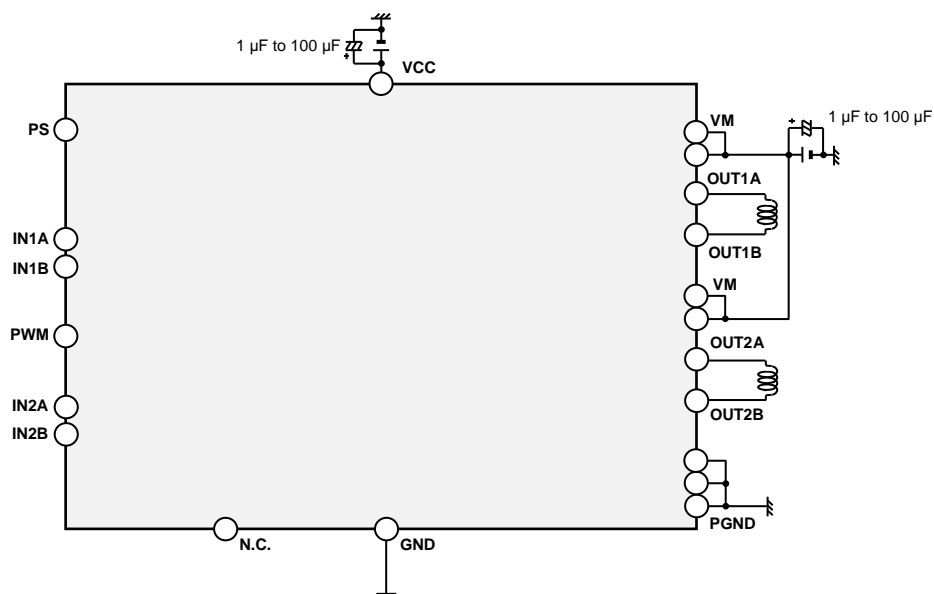 1 µF to 100 µF
VCC
PS
VM
1 µF to 100 µF
OUT1A
IN1A
OUT1B
IN1B
VM
PWM
OUT2A
IN2A
OUT2B
IN2B
PGND
N.C.
GND